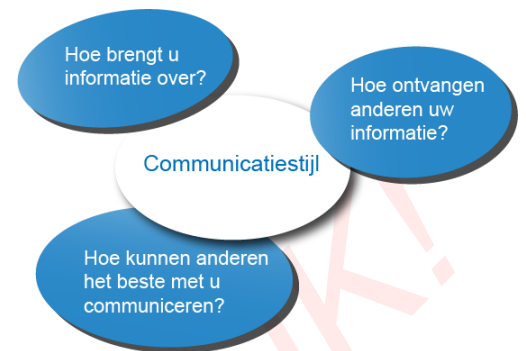 Hoe brengt u
informatie over?
Hoe ontvangen
anderen uw
informatie?
Communicatiestijl
Hoe kunnen anderen
het beste met u
communiceren?